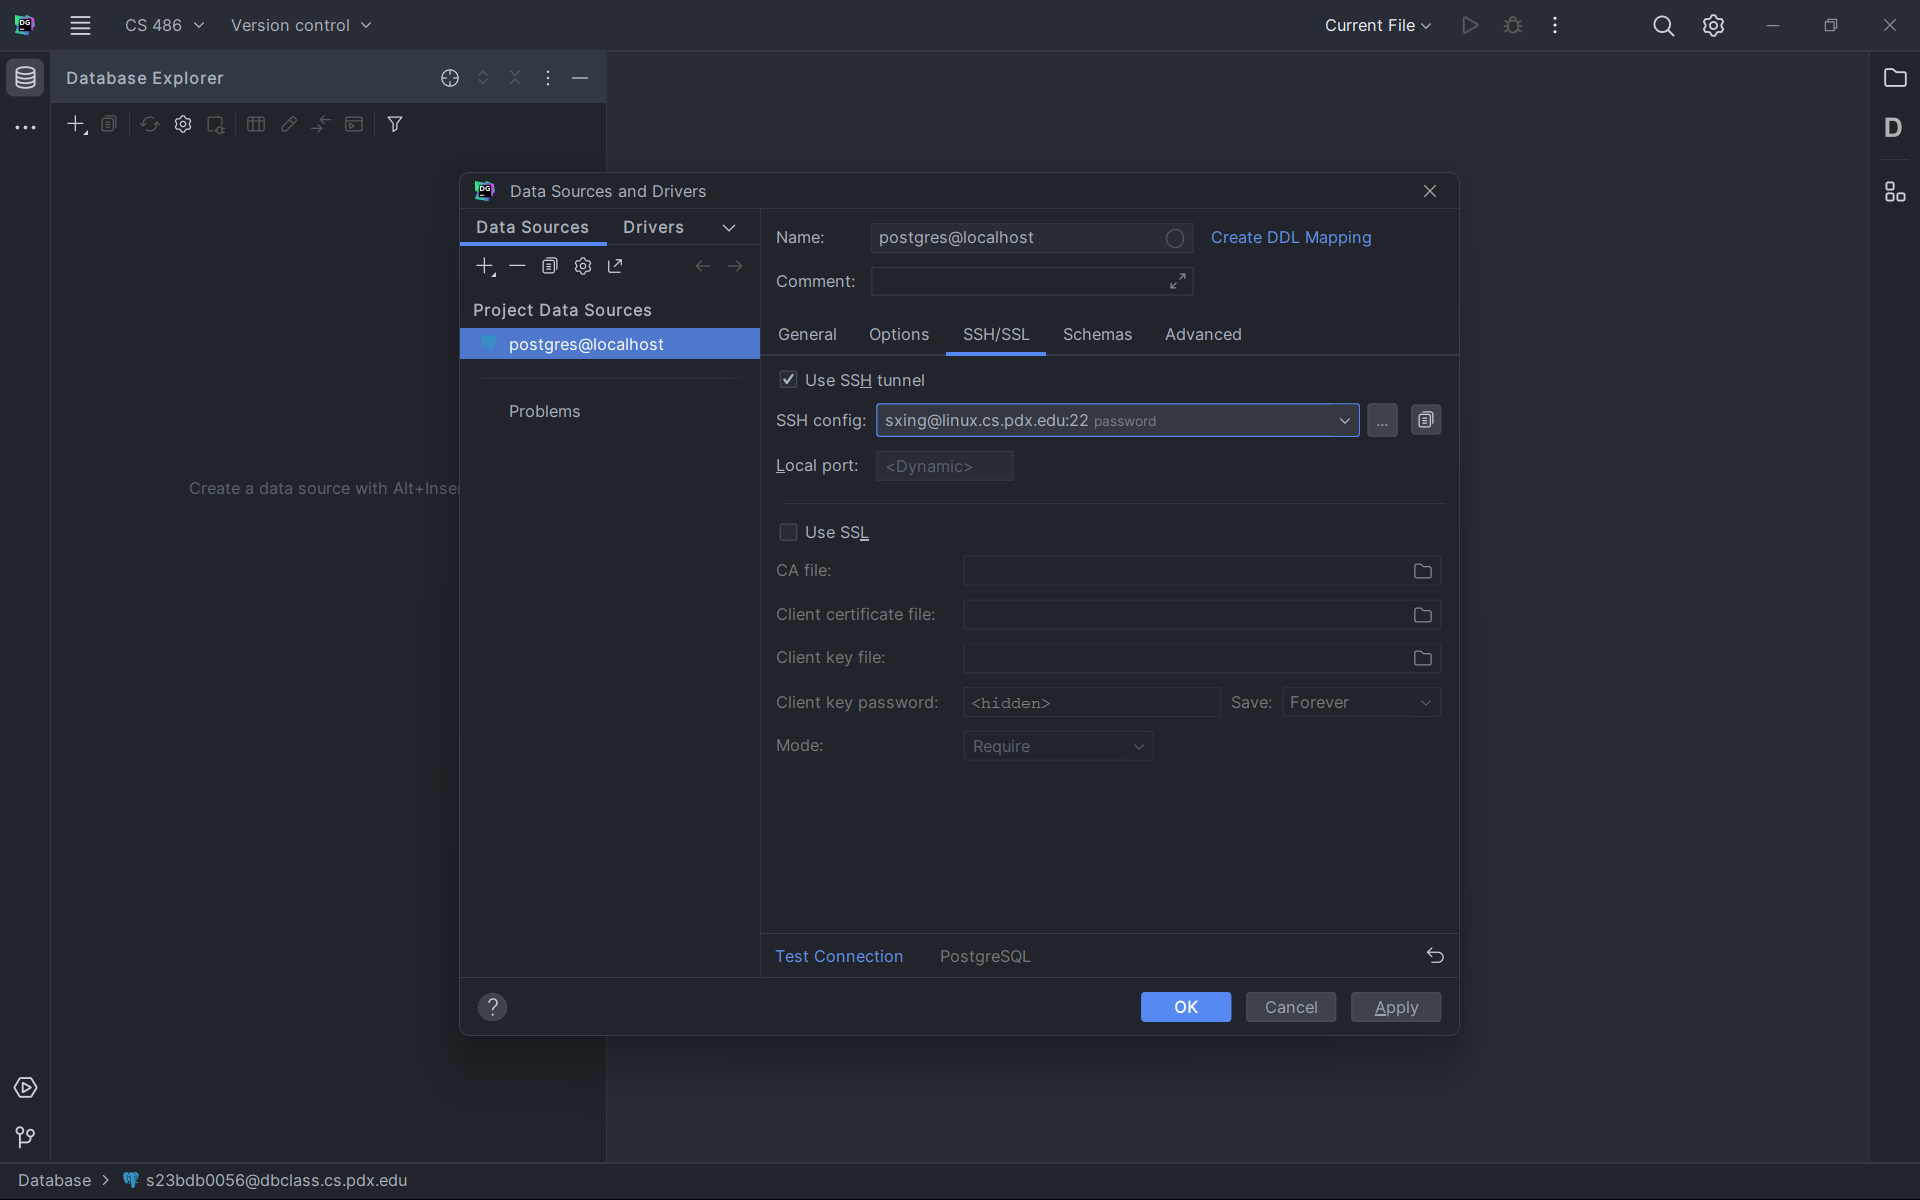 CS 486
Version control
Current File
Database Explorer
D
Create a data source with Alt+Inse
Data Sources and Drivers
Data Sources
Drivers
Project Data Sources
postgres@localhost
Problems
Name:
postgres@localhost
Create DDL Mapping
Comment:
General
Options
SSH/SSL
Schemas
Advanced
Use SSH tunnel
SSH config:
sxing@linux.cs.pdx.edu:22 password
...
Local port:
<Dynamic>
Use SSL
CA file:
Client certificate file:
Client key file:
Client key password:
<hidden>
Save:
Forever
Mode:
Require
Test Connection
PostgreSQL
?
OK
Cancel
Apply
Database > s23bdb0056@dbclass.cs.pdx.edu